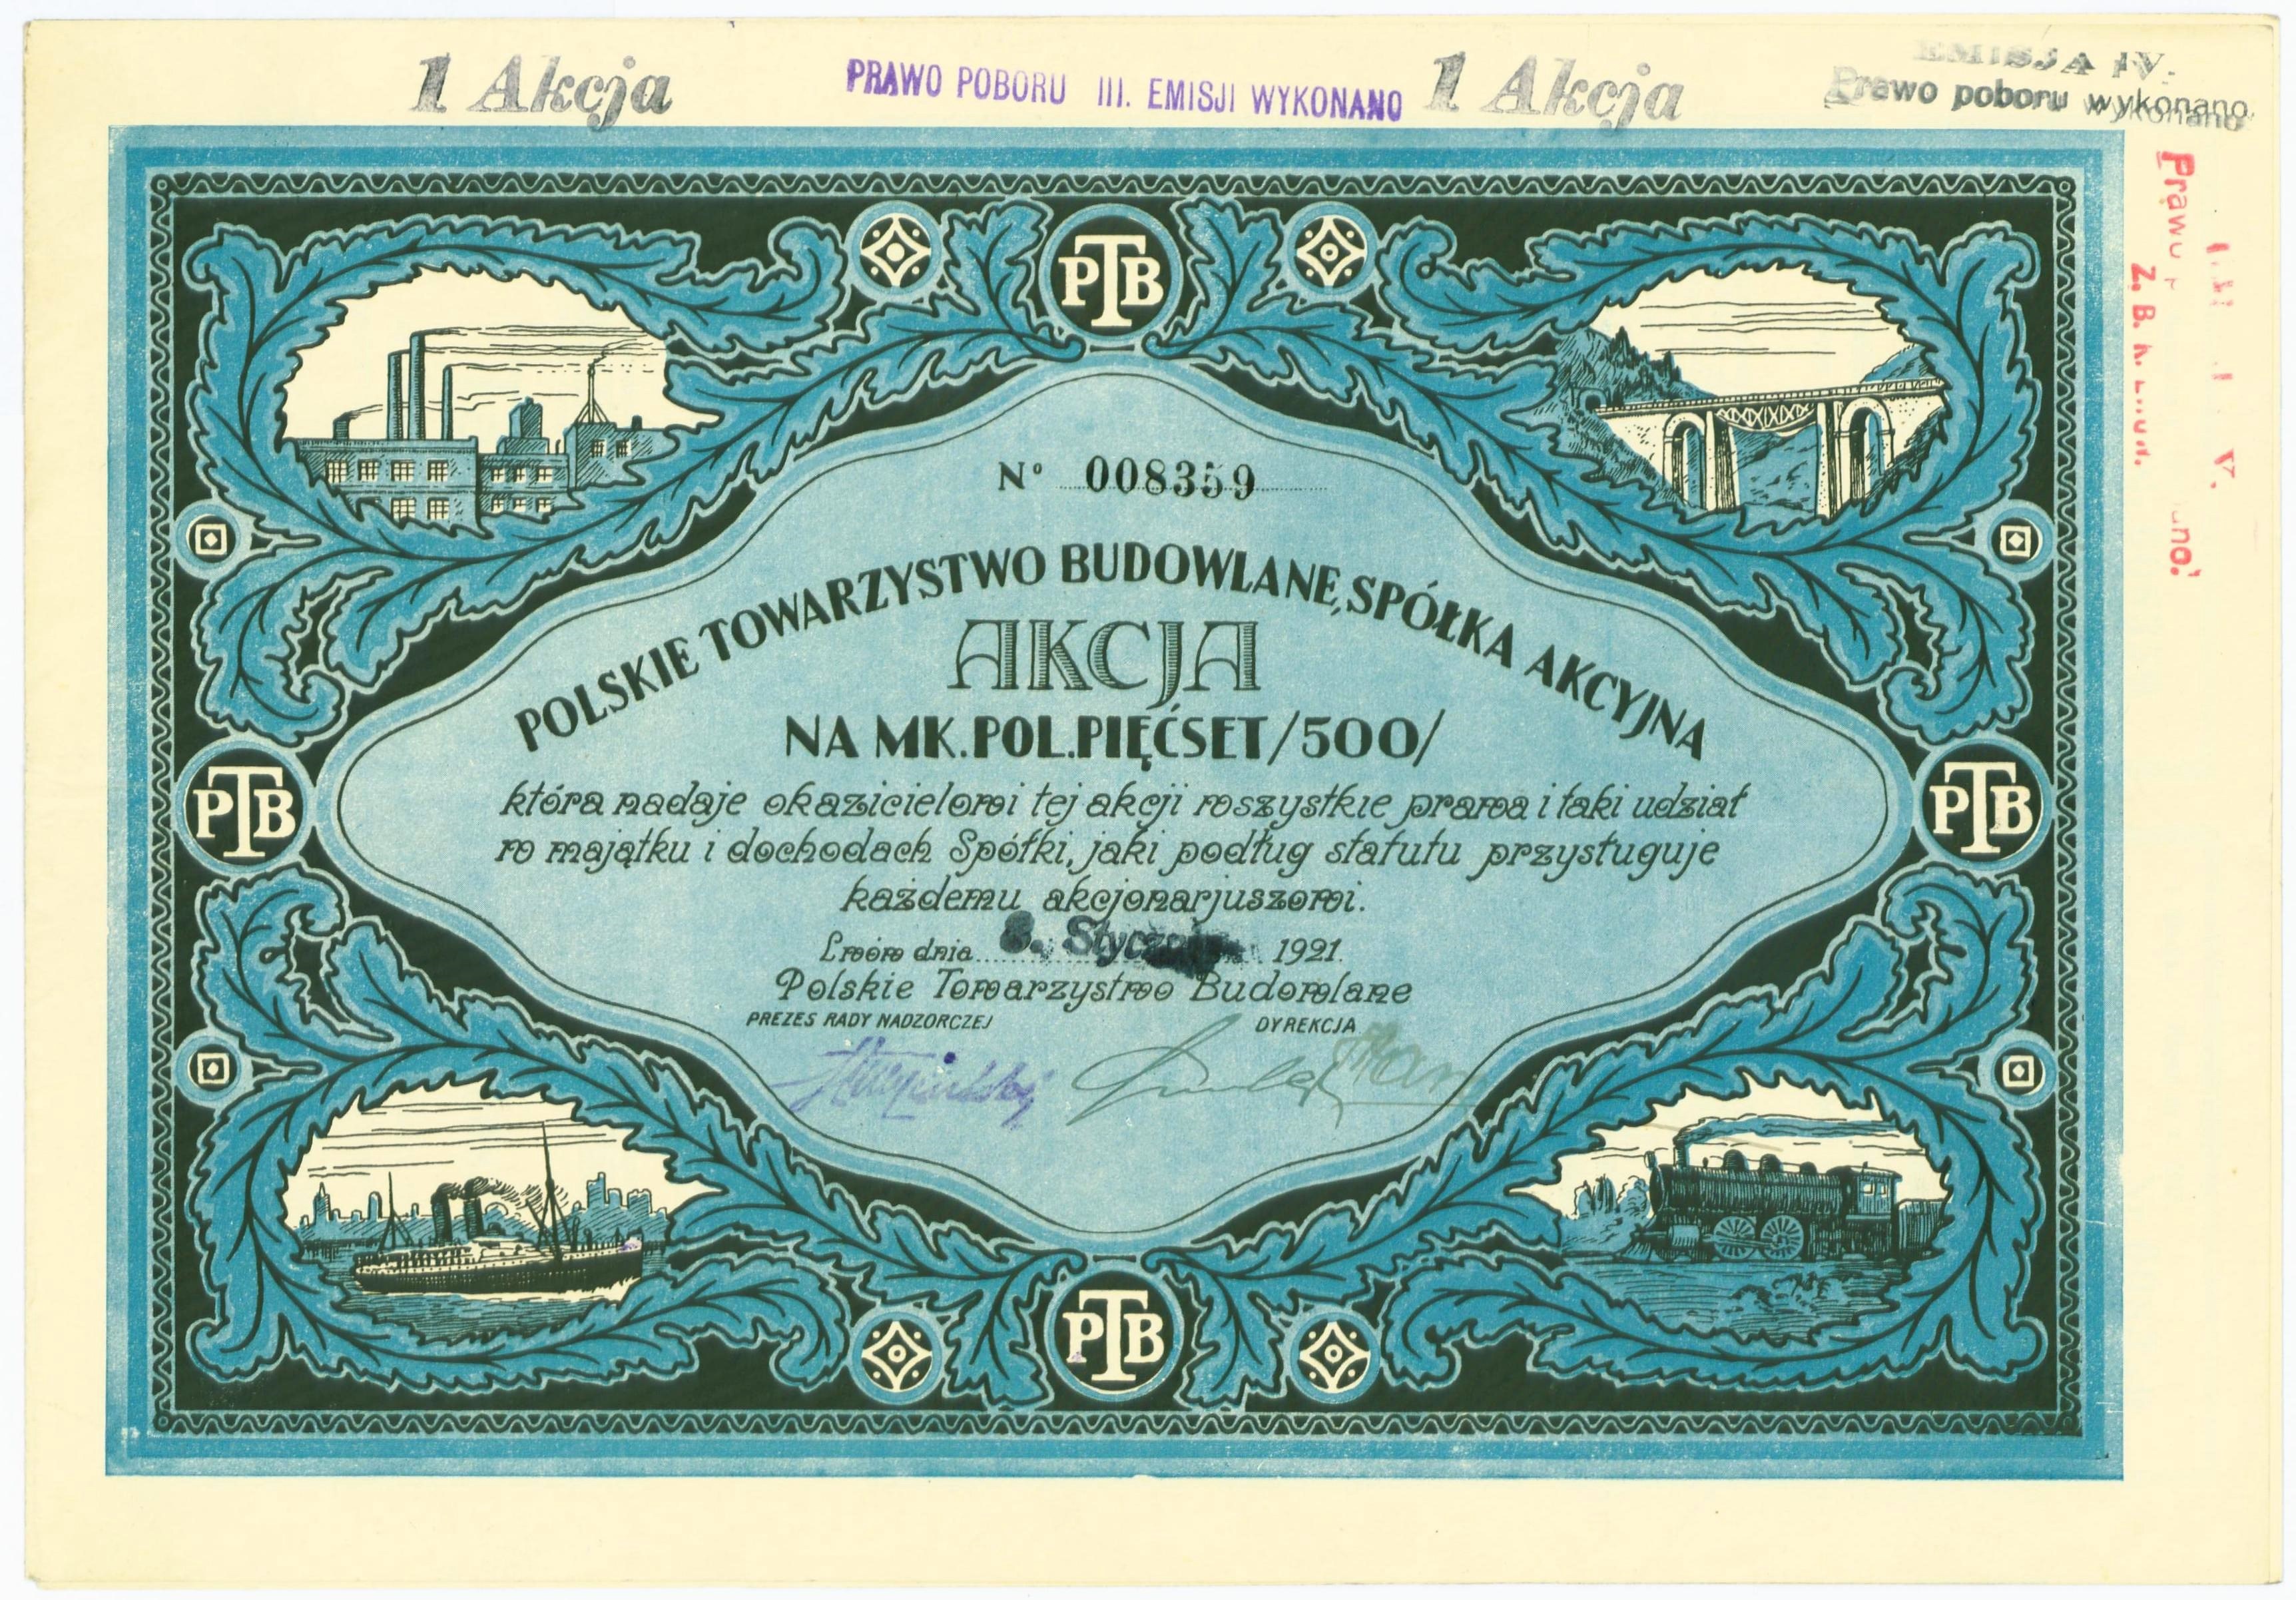 1 Akcja
PRAWO POBORU III. EMISJI WYKONANO
1 Akcja
EMISJA IV.
Prawo poboru wykonano.
Prawo
Z. B.
PTB
Nº 008359
POLSKIE TOWARZYSTWO BUDOWLANE, SPÓŁKA AKCYJNA
AKCJA
NA MK. POL. PIĘĆSET /500/
która nadaje okazicielowi tej akcji wszystkie prawa i taki udział
w majątku i dochodach Spółki, jaki podług statutu przysługuje
każdemu akcjonarjuszowi.
Lwów dnia 8. 1921.
Polskie Towarzystwo Budowlane
PREZES RADY NADZORCZEJ
DYREKCJA
PTB
PTB
PTB